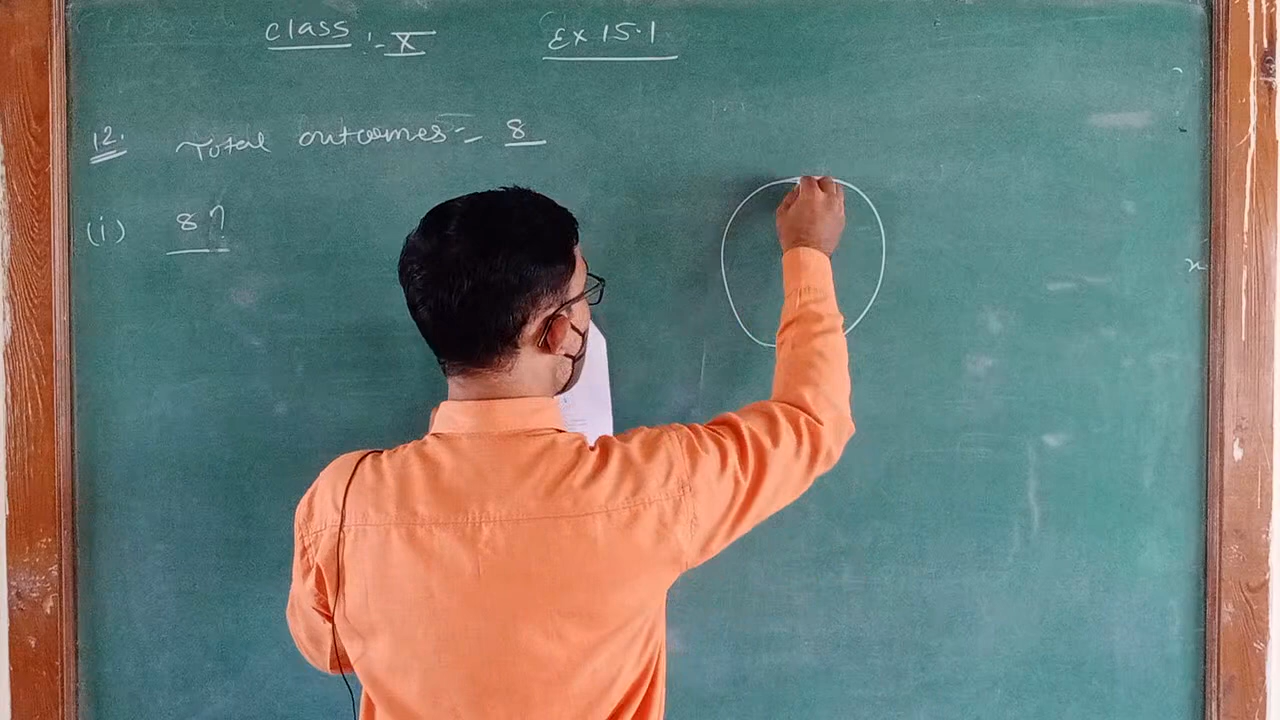 class :- X Ex 15.1
12. Total outcomes = 8
(i) 8?